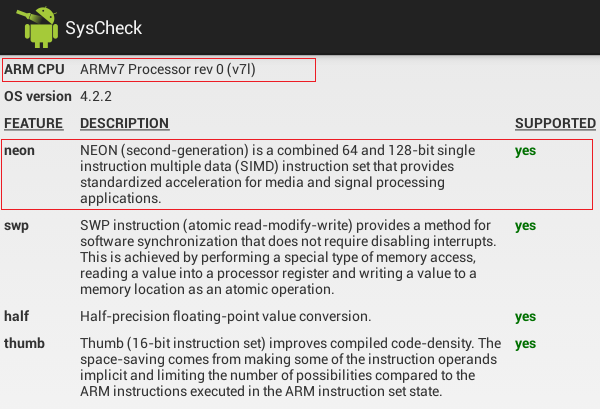 SysCheck
ARM CPU ARMv7 Processor rev 0 (v7l)
OS version 4.2.2
FEATURE DESCRIPTION SUPPORTED
neon NEON (second-generation) is a combined 64 and 128-bit single yes
instruction multiple data (SIMD) instruction set that provides
standardized acceleration for media and signal processing
applications.
swp SWP instruction (atomic read-modify-write) provides a method for yes
software synchronization that does not require disabling interrupts.
This is achieved by performing a special type of memory access,
reading a value into a processor register and writing a value to a
memory location as an atomic operation.
half Half-precision floating-point value conversion. yes
thumb Thumb (16-bit instruction set) improves compiled code-density. The yes
space-saving comes from making some of the instruction operands
implicit and limiting the number of possibilities compared to the
ARM instructions executed in the ARM instruction set state.